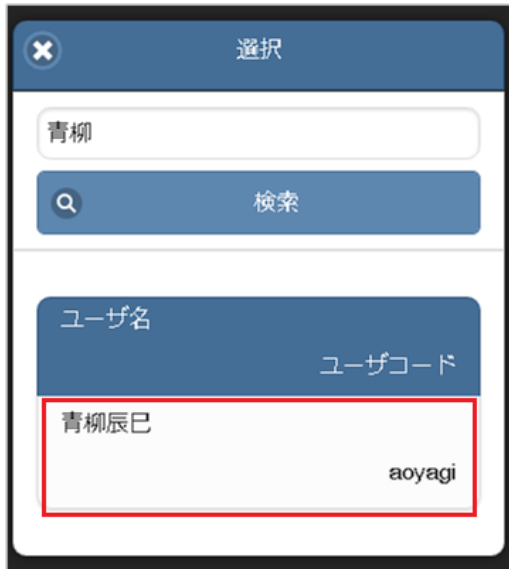 選択
青柳
検索
ユーザ名
ユーザコード
青柳辰巳
aoyagi